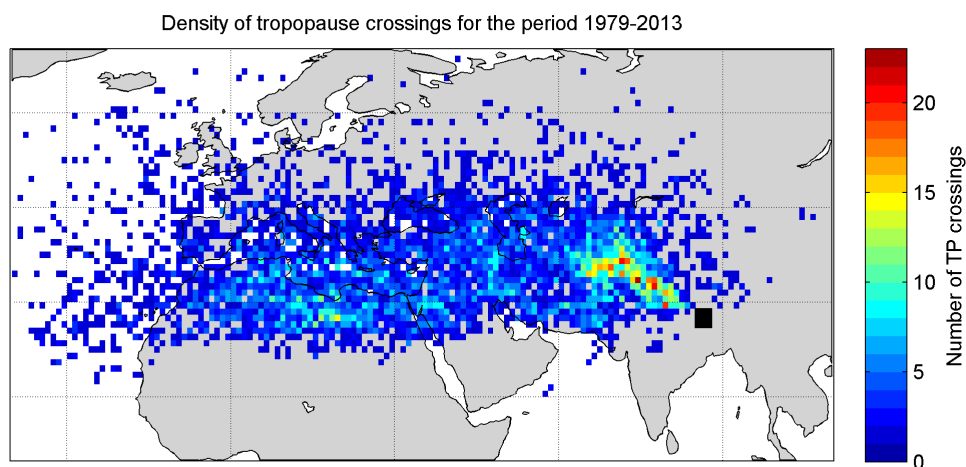 Density of tropopause crossings for the period 1979-2013
20
15
10
5
0
Number of TP crossings